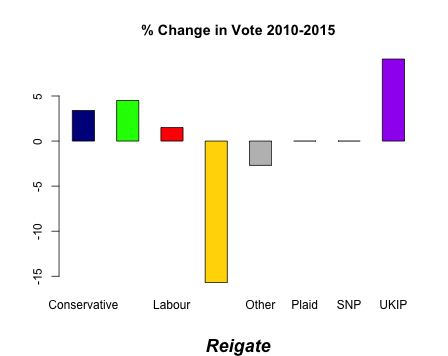 % Change in Vote 2010-2015
5
0
-5
-10
-15
Conservative Labour Other Plaid SNP UKIP
Reigate